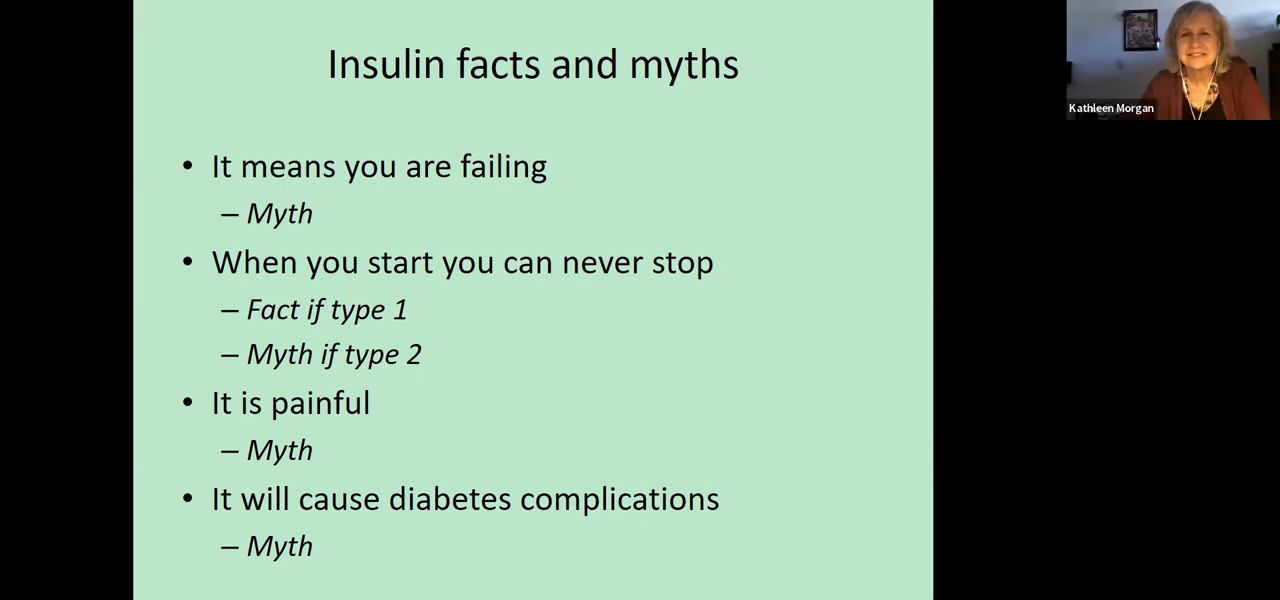 Insulin facts and myths
• It means you are failing
– Myth
• When you start you can never stop
– Fact if type 1
– Myth if type 2
• It is painful
– Myth
• It will cause diabetes complications
– Myth
Kathleen Morgan